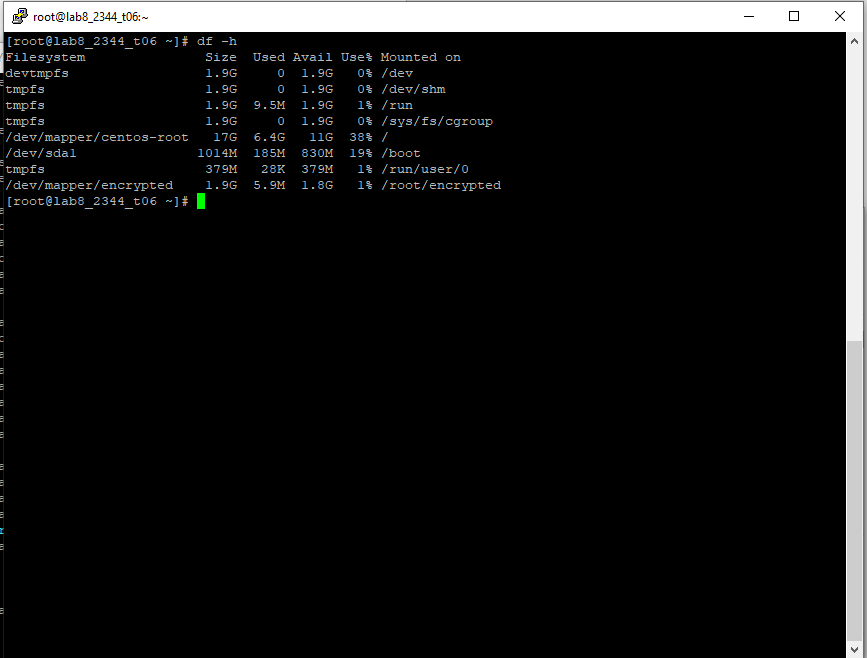 root@lab8_2344_t06:~
[root@lab8_2344_t06 ~]# df -h
Filesystem               Size  Used Avail Use% Mounted on
devtmpfs                 1.9G     0  1.9G   0% /dev
tmpfs                    1.9G     0  1.9G   0% /dev/shm
tmpfs                    1.9G  9.5M  1.9G   1% /run
tmpfs                    1.9G     0  1.9G   0% /sys/fs/cgroup
/dev/mapper/centos-root   17G  6.4G   11G  38% /
/dev/sda1               1014M  185M  830M  19% /boot
tmpfs                    379M   28K  379M   1% /run/user/0
/dev/mapper/encrypted    1.9G  5.9M  1.8G   1% /root/encrypted
[root@lab8_2344_t06 ~]#